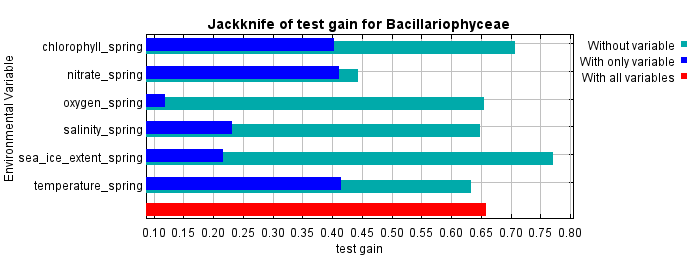 Jackknife of test gain for Bacillariophyceae
Environmental Variable
chlorophyll_spring
nitrate_spring
oxygen_spring
salinity_spring
sea_ice_extent_spring
temperature_spring
0.10 0.15 0.20 0.25 0.30 0.35 0.40 0.45 0.50 0.55 0.60 0.65 0.70 0.75 0.80
test gain
Without variable
With only variable
With all variables